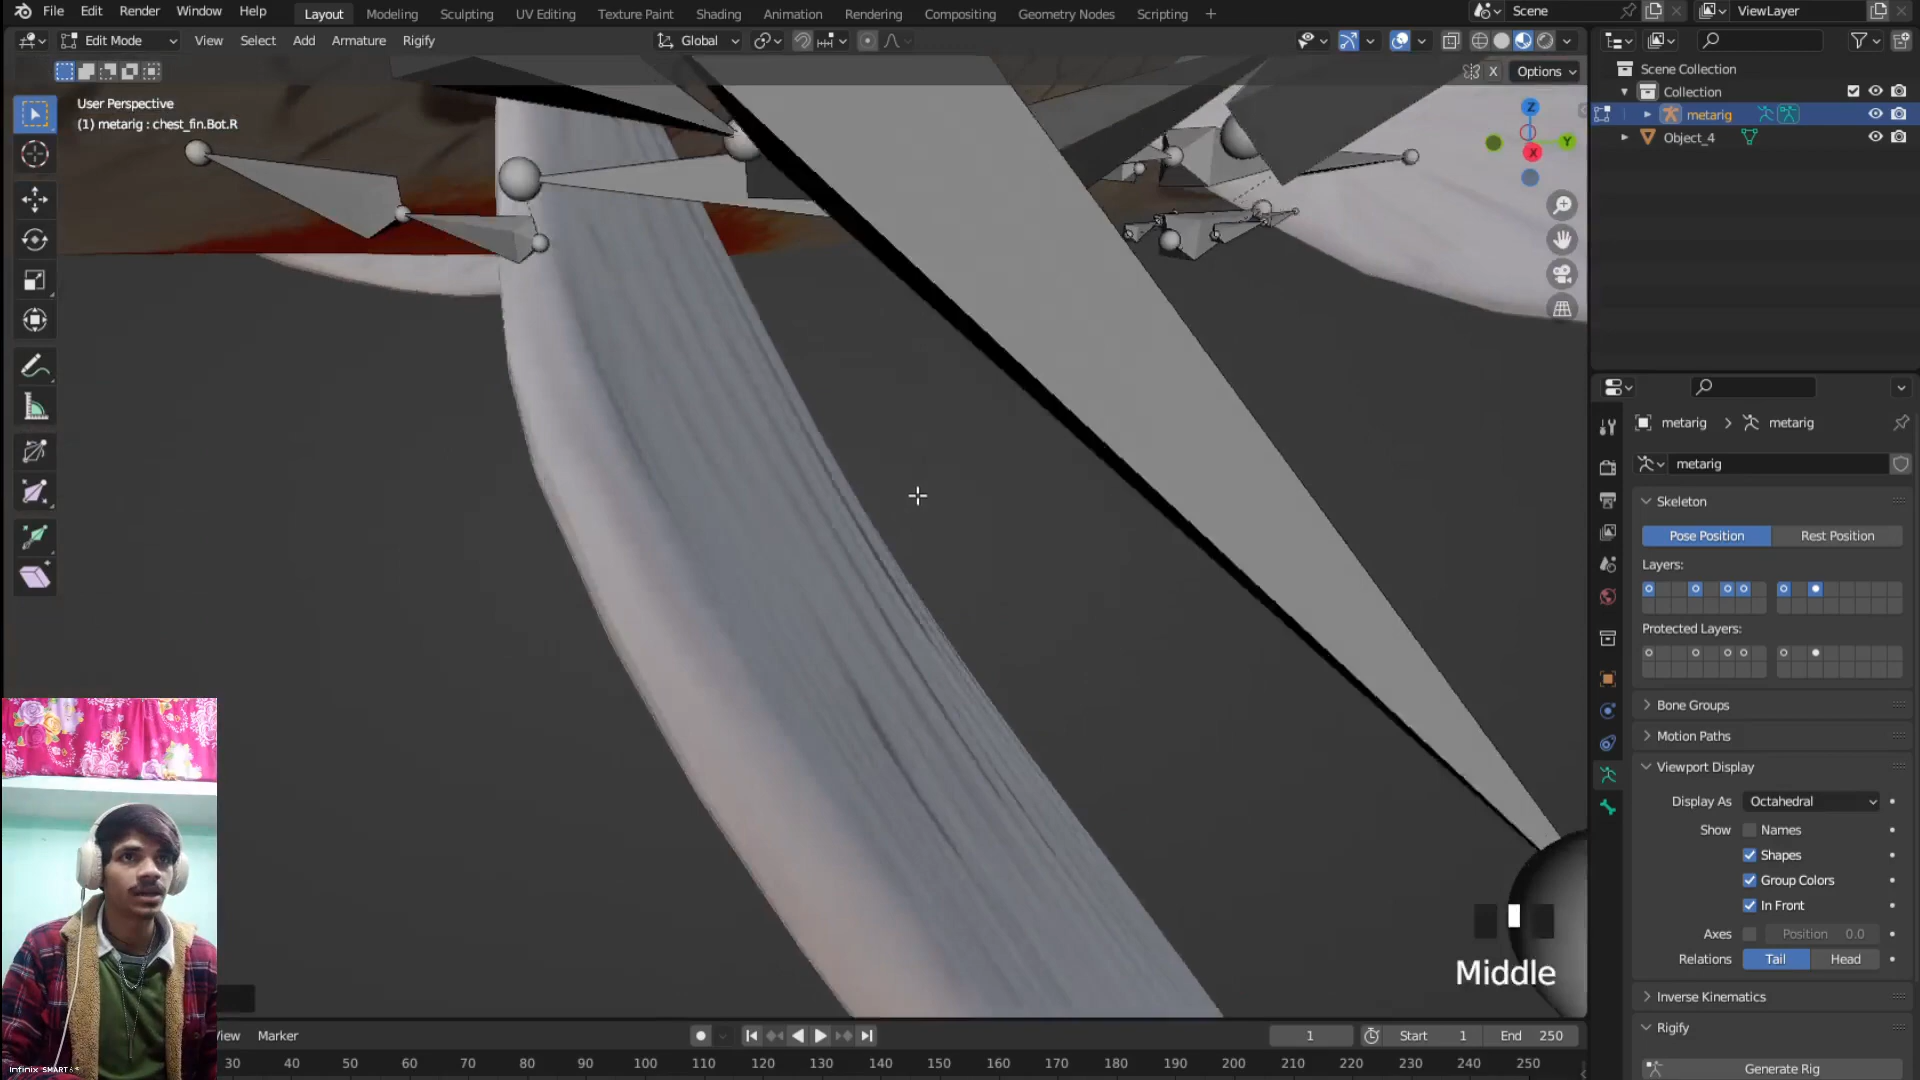 File Edit Render Window Help Layout Modeling Sculpting UV Editing Texture Paint Shading Animation Rendering Compositing Geometry Nodes Scripting + Scene ViewLayer
Edit Mode View Select Add Armature Rigify Global
X Options
User Perspective
(1) metarig : chest_fin.Bot.R
Z
Y
X
Scene Collection
Collection
metarig
Object_4
metarig > metarig
metarig
Skeleton
Pose Position Rest Position
Layers:
Protected Layers:
Bone Groups
Motion Paths
Viewport Display
Display As Octahedral
Show Names
Shapes
Group Colors
In Front
Axes Position 0.0
Relations Tail Head
Inverse Kinematics
Rigify
Generate Rig
Middle
View Marker 1 Start 1 End 250
30 40 50 60 70 80 90 100 110 120 130 140 150 160 170 180 190 200 210 220 230 240 250
Infinix SMART 6